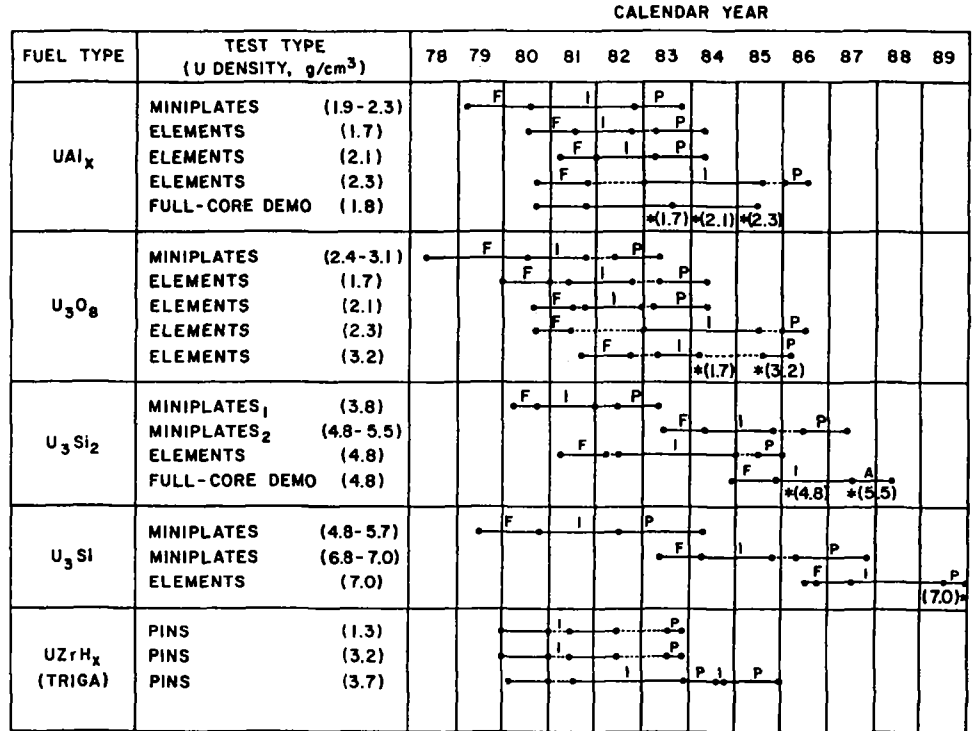 CALENDAR YEAR
FUEL TYPE TEST TYPE (U DENSITY, g/cm³) 78 79 80 81 82 83 84 85 86 87 88 89
UAlₓ
MINIPLATES (1.9-2.3) F I P
ELEMENTS (1.7) F I P
ELEMENTS (2.1) F I P
ELEMENTS (2.3) F I P
FULL-CORE DEMO (1.8)
*(1.7) *(2.1) *(2.3)
U₃O₈
MINIPLATES (2.4-3.1) F I P
ELEMENTS (1.7) F I P
ELEMENTS (2.1) F I P
ELEMENTS (2.3) F I P
ELEMENTS (3.2) F I P
*(1.7) *(3.2)
U₃Si₂
MINIPLATES₁ (3.8) F I P
MINIPLATES₂ (4.8-5.5) F I P
ELEMENTS (4.8) F I P
FULL-CORE DEMO (4.8) F I A
*(4.8) *(5.5)
U₃Si
MINIPLATES (4.8-5.7) F I P
MINIPLATES (6.8-7.0) F I P
ELEMENTS (7.0) F I P
(7.0)*
UZrHₓ
(TRIGA)
PINS (1.3) I P
PINS (3.2) I P
PINS (3.7) I P I P